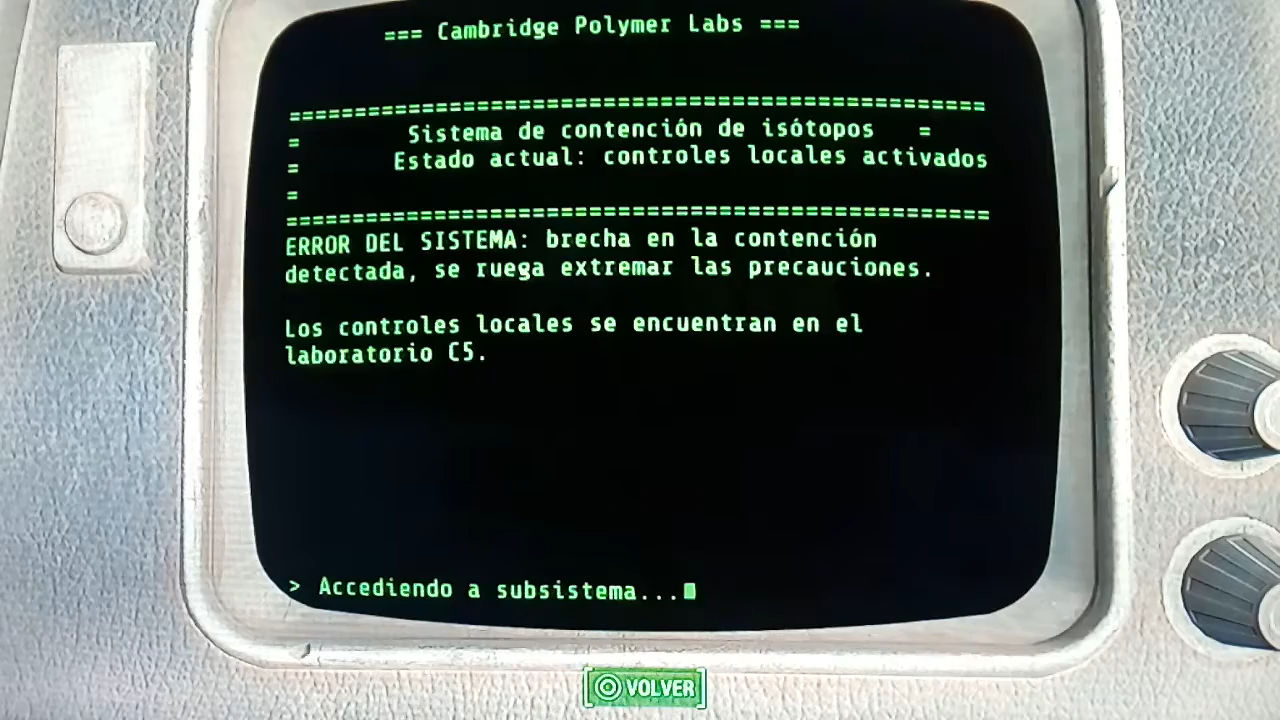 === Cambridge Polymer Labs ===
=====================================================
= Sistema de contención de isótopos =
= Estado actual: controles locales activados
=
=====================================================
ERROR DEL SISTEMA: brecha en la contención
detectada, se ruega extremar las precauciones.
Los controles locales se encuentran en el
laboratorio C5.
> Accediendo a subsistema...
VOLVER